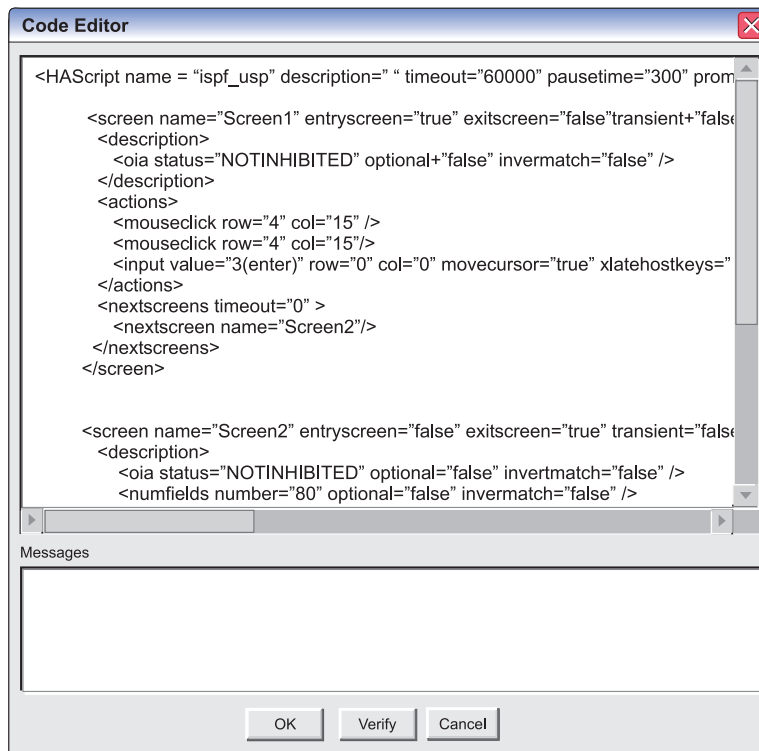 Code Editor
<HAScript name = “ispf_usp” description=” “ timeout=”60000” pausetime=”300” prom
<screen name=”Screen1” entryscreen=”true” exitscreen=”false”transient+”false
<description>
<oia status=”NOTINHIBITED” optional+”false” invermatch=”false” />
</description>
<actions>
<mouseclick row=”4” col=”15” />
<mouseclick row=”4” col=”15”/>
<input value=”3(enter)” row=”0” col=”0” movecursor=”true” xlatehostkeys=”
</actions>
<nextscreens timeout=”0” >
<nextscreen name=”Screen2”/>
</nextscreens>
</screen>
<screen name=”Screen2” entryscreen=”false” exitscreen=”true” transient=”false
<description>
<oia status=”NOTINHIBITED” optional=”false” invertmatch=”false” />
<numfields number=”80” optional=”false” invermatch=”false” />
Messages
OK Verify Cancel